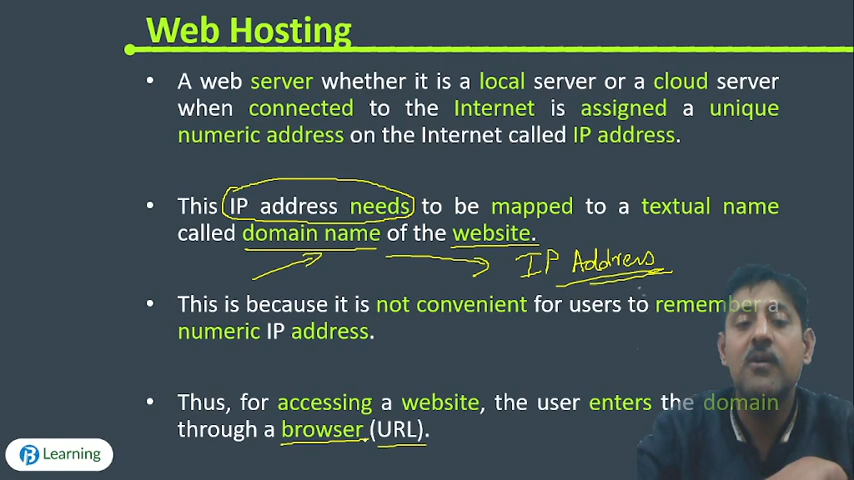 Web Hosting
• A web server whether it is a local server or a cloud server
when connected to the Internet is assigned a unique
numeric address on the Internet called IP address.
• This IP address needs to be mapped to a textual name
called domain name of the website.
IP Address
• This is because it is not convenient for users to remember a
numeric IP address.
• Thus, for accessing a website, the user enters the domain
through a browser (URL).
Learning